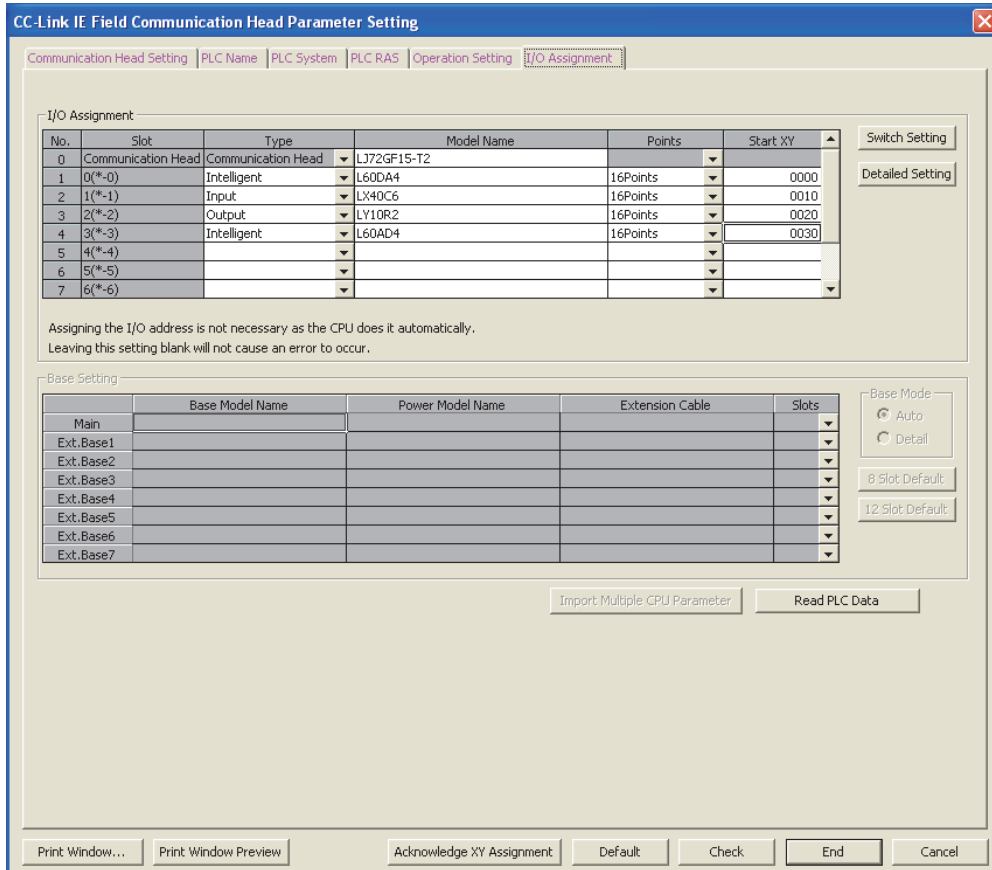 CC-Link IE Field Communication Head Parameter Setting
Communication Head Setting PLC Name PLC System PLC RAS Operation Setting I/O Assignment
I/O Assignment
No. Slot Type Model Name Points Start XY
0 Communication Head Communication Head LJ72GF15-T2
1 0(*-0) Intelligent L60DA4 16Points 0000
2 1(*-1) Input LX40C6 16Points 0010
3 2(*-2) Output LY10R2 16Points 0020
4 3(*-3) Intelligent L60AD4 16Points 0030
5 4(*-4)
6 5(*-5)
7 6(*-6)
Switch Setting
Detailed Setting
Assigning the I/O address is not necessary as the CPU does it automatically.
Leaving this setting blank will not cause an error to occur.
Base Setting
Base Model Name Power Model Name Extension Cable Slots
Main
Ext.Base1
Ext.Base2
Ext.Base3
Ext.Base4
Ext.Base5
Ext.Base6
Ext.Base7
Base Mode
Auto
Detail
8 Slot Default
12 Slot Default
Import Multiple CPU Parameter Read PLC Data
Print Window... Print Window Preview Acknowledge XY Assignment Default Check End Cancel